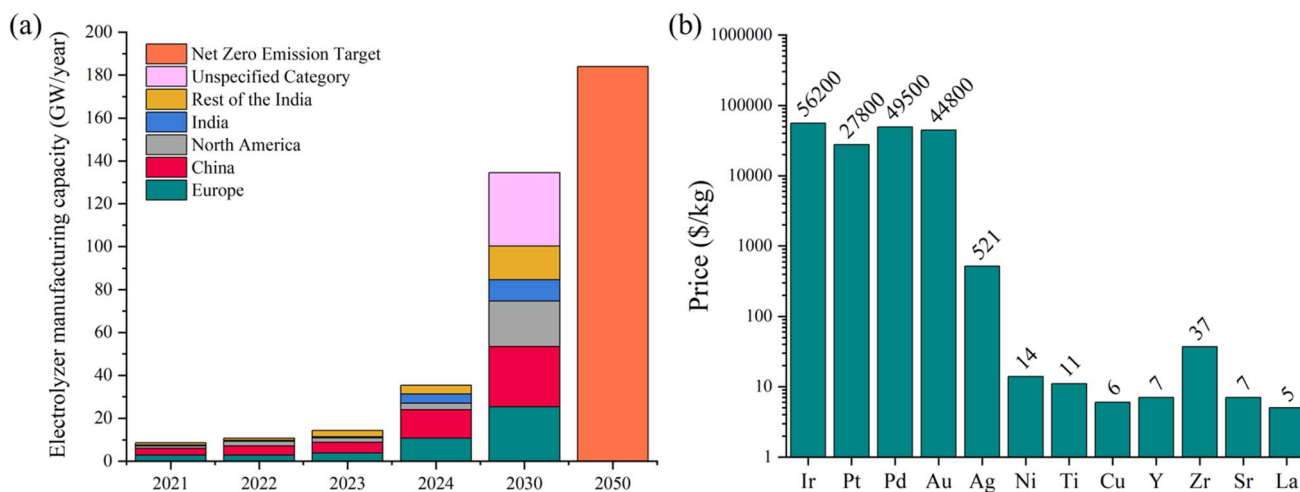 (a)
Electrolyzer manufacturing capacity (GW/year)
200
180
160
140
120
100
80
60
40
20
0
Net Zero Emission Target
Unspecified Category
Rest of the India
India
North America
China
Europe
2021 2022 2023 2024 2030 2050
(b)
Price ($/kg)
1000000
100000
10000
1000
100
10
1
56200 27800 49500 44800 521 14 11 6 7 37 7 5
Ir Pt Pd Au Ag Ni Ti Cu Y Zr Sr La